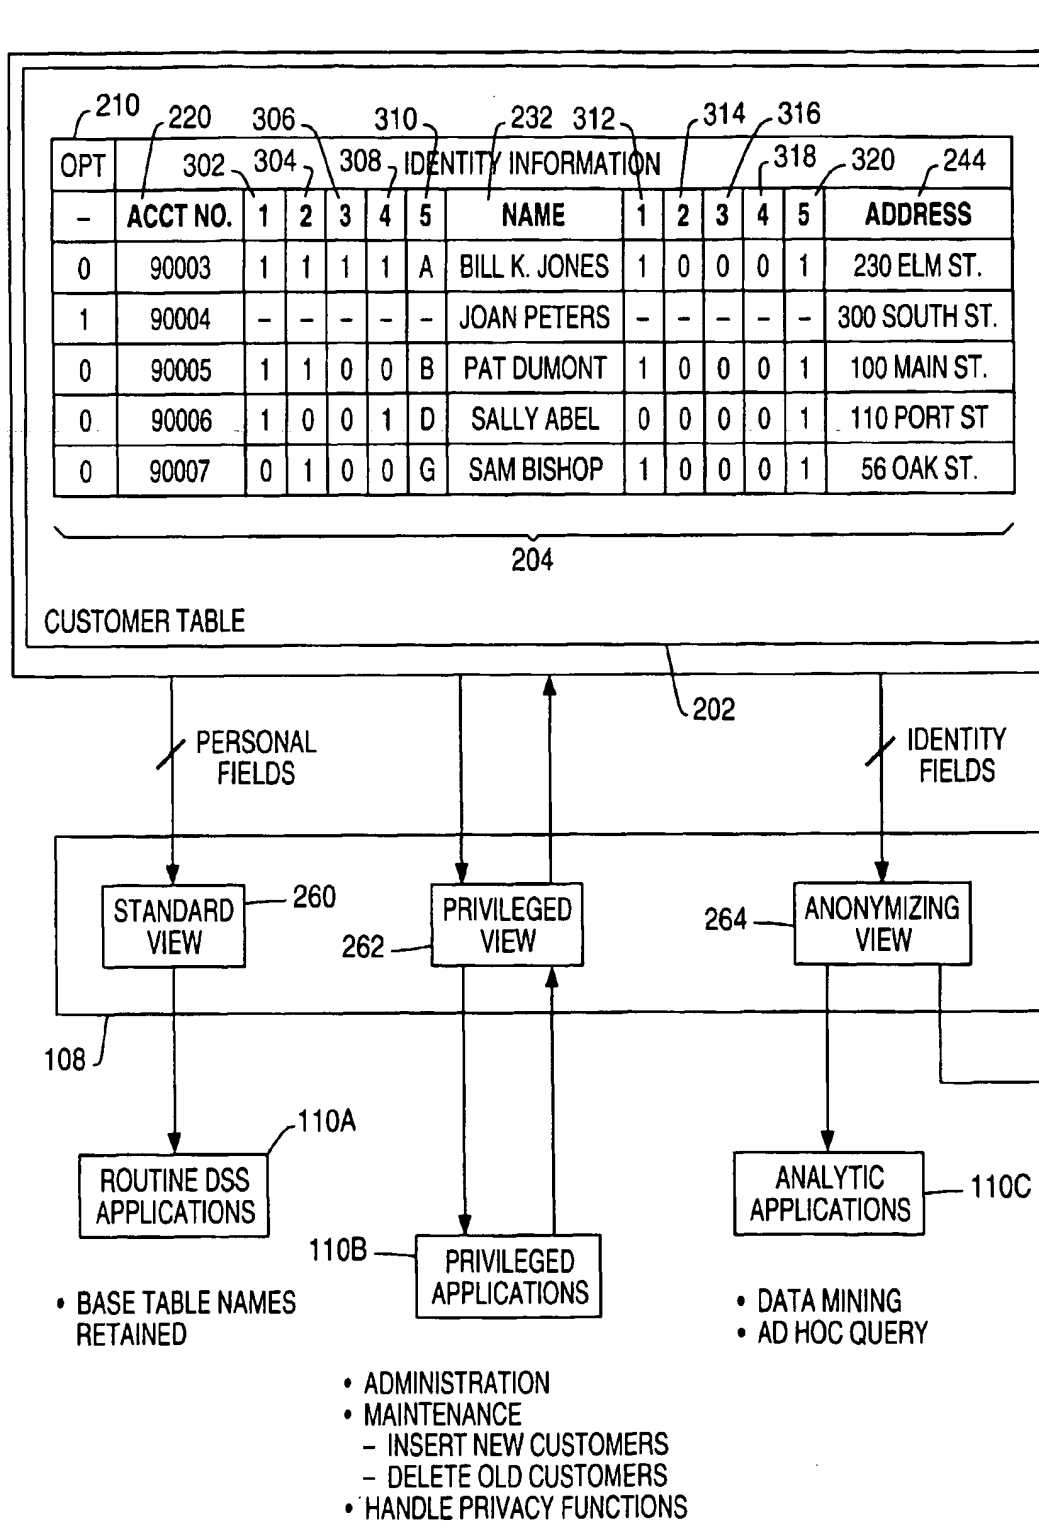 210
220 306 310 232 312 314 316
OPT 302 304 308 IDENTITY INFORMATION 318 320 244
– ACCT NO. 1 2 3 4 5 NAME 1 2 3 4 5 ADDRESS
0 90003 1 1 1 1 A BILL K. JONES 1 0 0 0 1 230 ELM ST.
1 90004 – – – – – JOAN PETERS – – – – – 300 SOUTH ST.
0 90005 1 1 0 0 B PAT DUMONT 1 0 0 0 1 100 MAIN ST.
0 90006 1 0 0 1 D SALLY ABEL 0 0 0 0 1 110 PORT ST
0 90007 0 1 0 0 G SAM BISHOP 1 0 0 0 1 56 OAK ST.
204
CUSTOMER TABLE
202
PERSONAL
FIELDS
IDENTITY
FIELDS
STANDARD
VIEW
260
PRIVILEGED
VIEW
262
ANONYMIZING
VIEW
264
108
110A
ROUTINE DSS
APPLICATIONS
110B
PRIVILEGED
APPLICATIONS
ANALYTIC
APPLICATIONS
110C
• BASE TABLE NAMES
RETAINED
• DATA MINING
• AD HOC QUERY
• ADMINISTRATION
• MAINTENANCE
– INSERT NEW CUSTOMERS
– DELETE OLD CUSTOMERS
• HANDLE PRIVACY FUNCTIONS